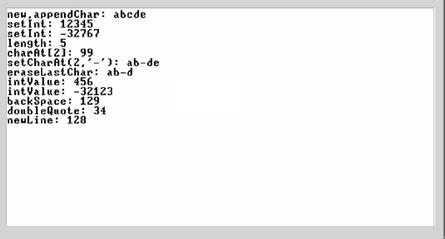 new,appendChar: abcde
setInt: 12345
setInt: -32767
length: 5
charAt[2]: 99
setCharAt(2,'-'): ab-de
eraseLastChar: ab-d
intValue: 456
intValue: -32123
backSpace: 129
doubleQuote: 34
newLine: 128